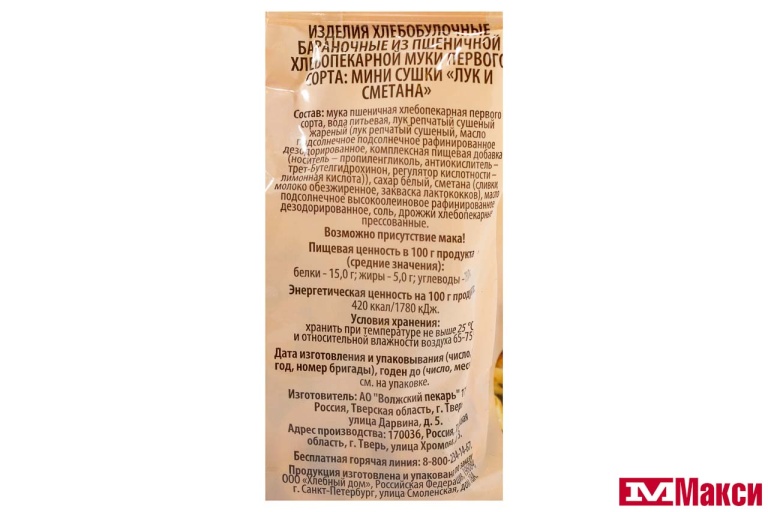 ИЗДЕЛИЯ ХЛЕБОБУЛОЧНЫЕ
БАРАНОЧНЫЕ ИЗ ПШЕНИЧНОЙ
ХЛЕБОПЕКАРНОЙ МУКИ ПЕРВОГО
СОРТА: МИНИ СУШКИ «ЛУК И
СМЕТАНА»
Состав: мука пшеничная хлебопекарная первого
сорта, вода питьевая, лук репчатый сушеный
жареный (лук репчатый сушеный, масло
подсолнечное подсолнечное рафинированное
дезодорированное, комплексная пищевая добавка
(носитель – пропиленгликоль, антиокислитель –
трет-Бутелгидрохинон, регулятор кислотности –
лимонная кислота)), сахар белый, сметана (сливки,
молоко обезжиренное, закваска лактококков), масло
подсолнечное высокоолеиновое рафинированное
дезодорированное, соль, дрожжи хлебопекарные
прессованные.
Возможно присутствие мака!
Пищевая ценность в 100 г продукта
(средние значения):
белки - 15,0 г; жиры - 5,0 г; углеводы -
Энергетическая ценность на 100 г
420 ккал/1780 кДж.
Условия хранения:
хранить при температуре не выше 25 °С
и относительной влажности воздуха 65-75
Дата изготовления и упаковывания (число,
год, номер бригады), годен до (число,
см. на упаковке.
Изготовитель: АО "Волжский пекарь"
Россия, Тверская область, г. Тверь
улица Дарвина, д. 5.
Адрес производства: 170036, Россия,
область, г. Тверь, улица
Бесплатная горячая линия:
Продукция изготовлена и упакована по
ООО «Хлебный дом», Российская Федерация,
г. Санкт-Петербург, улица Смоленская,
Макси